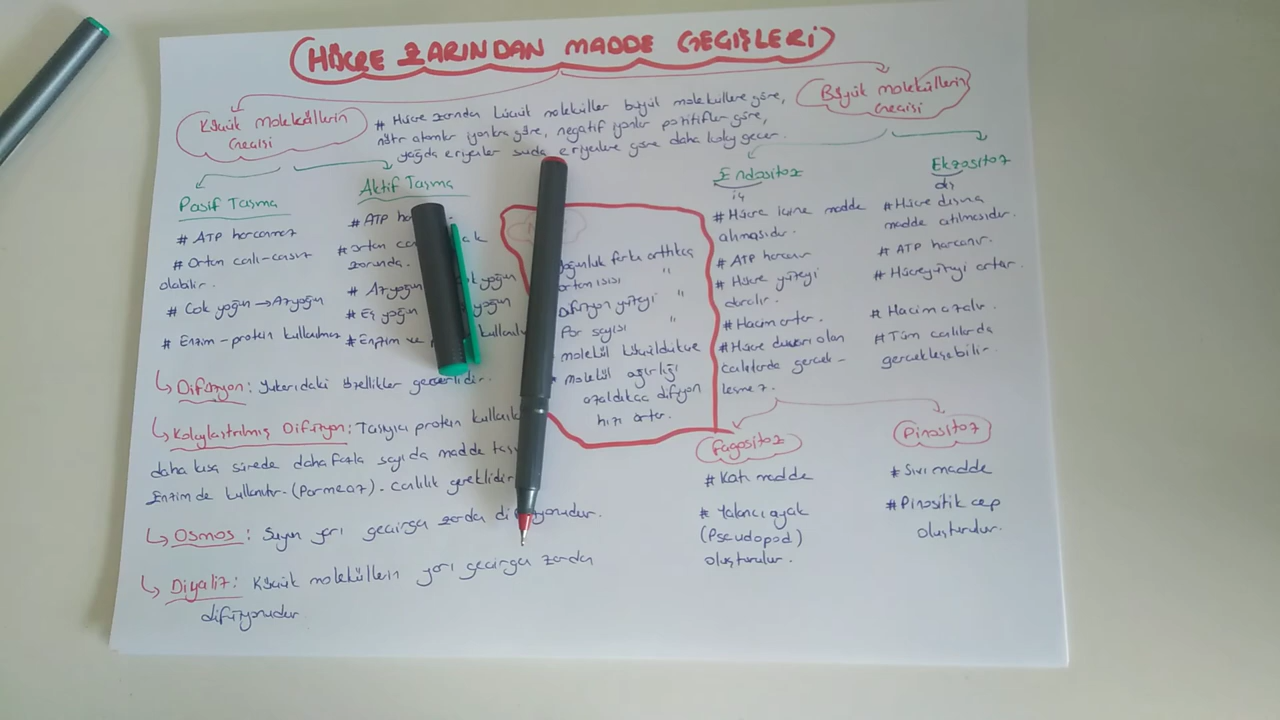 HÜCRE ZARINDAN MADDE GEÇİŞLERİ
Küçük Moleküllerin
Geçişi
# Hücre zarında küçük moleküller büyük moleküllere göre,
nötr atomlar iyonlara göre, negatif iyonlar pozitiflere göre,
yağda eriyenler suda eriyenlere göre daha kolay geçer.
Büyük moleküllerin
Geçişi
Pasif Taşıma
# ATP harcanmaz
# Ortam canlı-cansız
olabilir.
# Çok yoğun → Az yoğun
# Enzim-protein kullanılmaz
Aktif Taşıma
# ATP
# Ortam
zorunda.
# Az yoğun yoğun
# Eş yoğun yoğun
# Enzim ve
Yoğunluk farkı arttıkça
Ortam ısısı "
Difüzyon yüzeyi "
Por sayısı "
molekül küçüldükçe
molekül ağırlığı
azaldıkça difüzyon
hızı artar.
Endositoz
iç
# Hücre içine madde
alınmasıdır.
# ATP harcanır
# Hücre yüzeyi
daralır.
# Hacim artar.
# Hücre duvarı olan
canlılarda gerçek-
leşmez.
Ekzositoz
dış
# Hücre dışına
madde atılmasıdır.
# ATP harcanır.
# Hücre yüzeyi artar.
# Hacim azalır.
# Tüm canlılarda
gerçekleşebilir.
↳ Difüzyon: Yukarıdaki özellikler geçerlidir.
↳ Kolaylaştırılmış Difüzyon: Taşıyıcı protein
daha kısa sürede daha fazla sayıda madde
Enzim de kullanılır. (Permeaz). Canlılık gereklidir
↳ Osmos: Suyun yarı geçirgen zarda difüzyonudur.
↳ Diyaliz: Küçük moleküllerin yarı geçirgen zarda
difüzyonudur
Fagositoz
# Katı madde
# Yalancı ayak
(Pseudopod)
oluşturulur.
Pinositoz
# Sıvı madde
# Pinositik cep
oluşturulur.